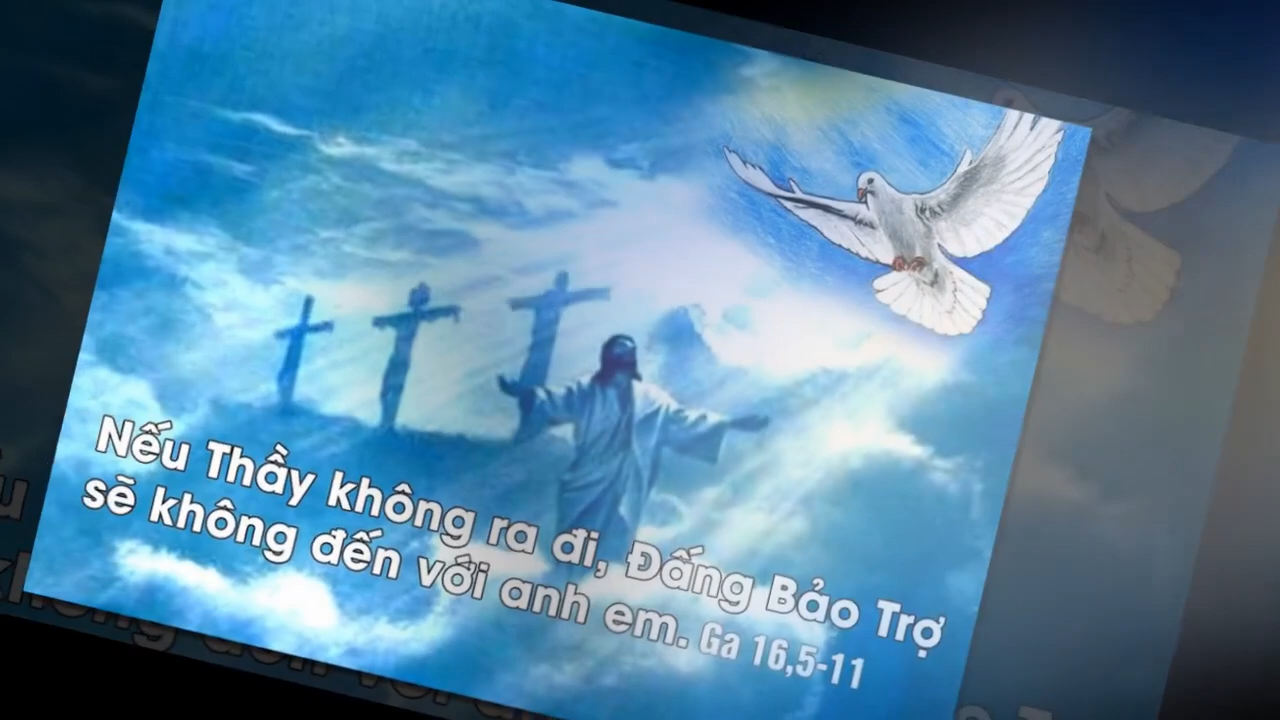 Nếu Thầy không ra đi, Đấng Bảo Trợ
sẽ không đến với anh em. Ga 16,5-11